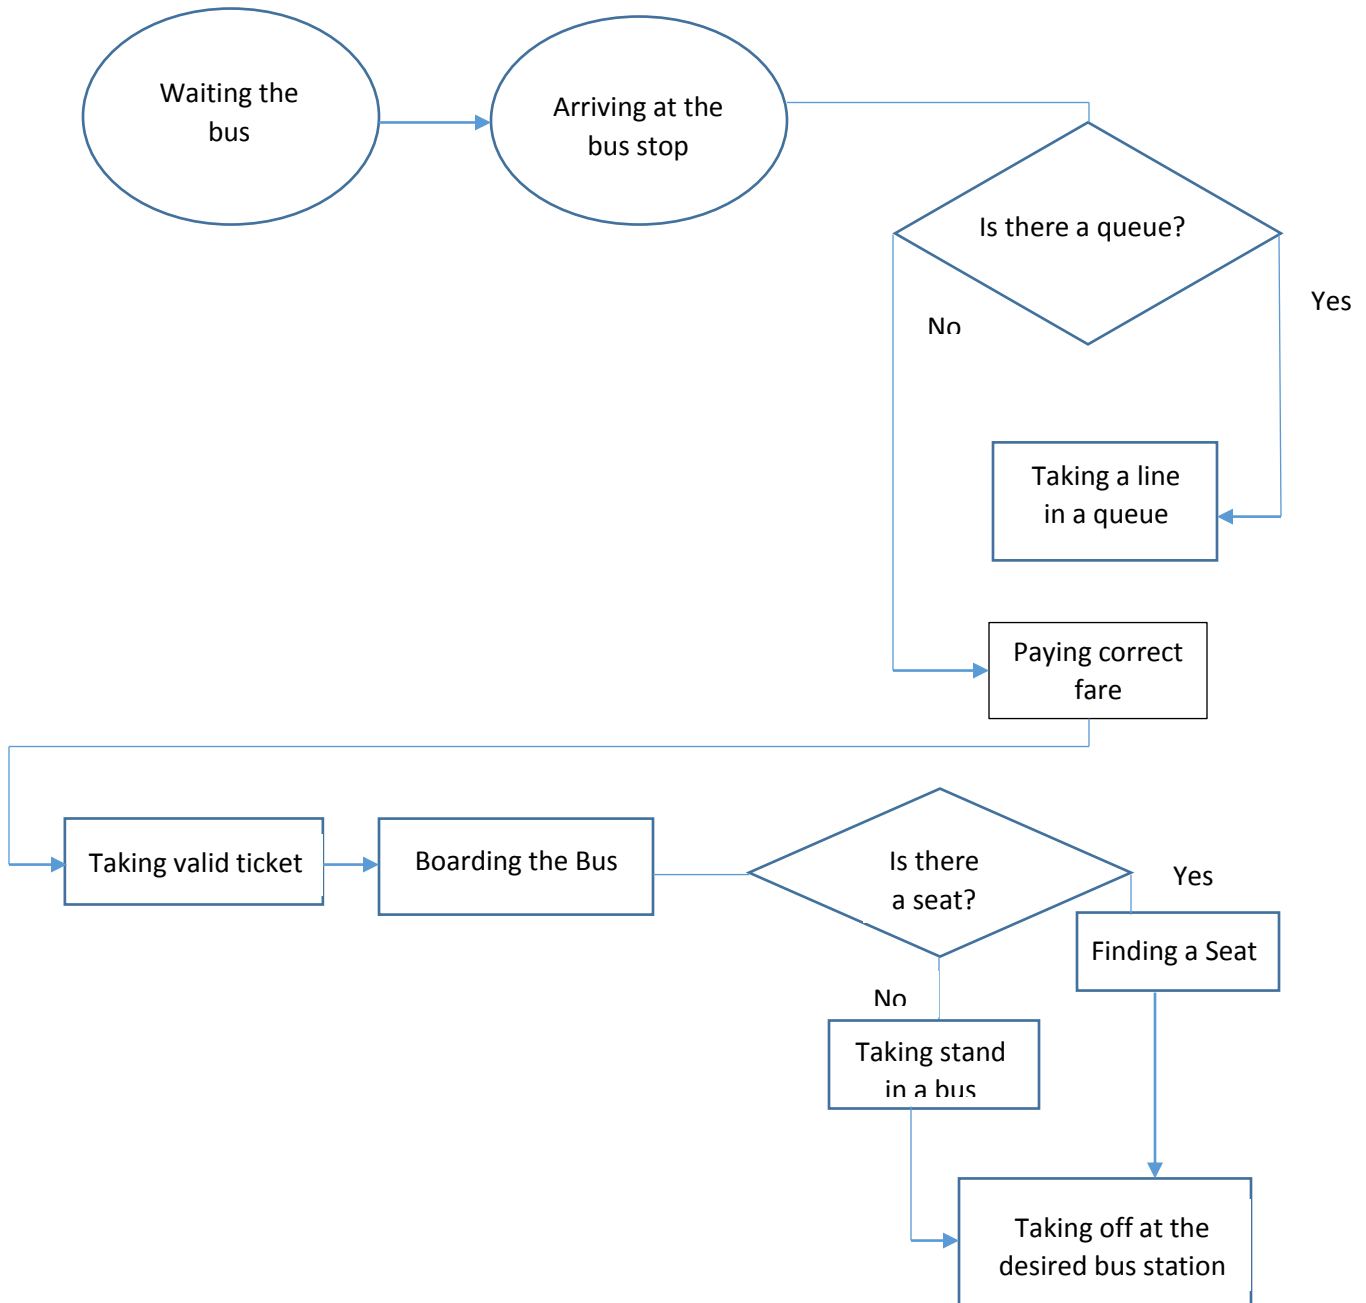 Waiting the
bus
Arriving at the
bus stop
Is there a queue?
Yes
No
Taking a line
in a queue
Paying correct
fare
Taking valid ticket
Boarding the Bus
Is there
a seat?
Yes
Finding a Seat
No
Taking stand
in a bus
Taking off at the
desired bus station